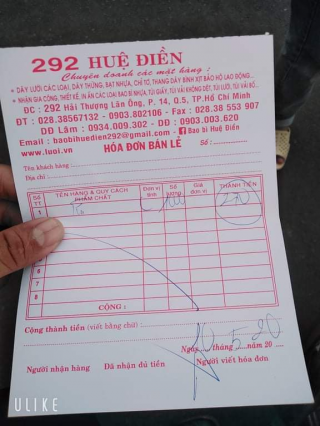 292 HUỆ ĐIỀN
Chuyên doanh các mặt hàng :
* DÂY LƯỚI CÁC LOẠI, DÂY THỪNG, BẠT NHỰA, CHỈ TƠ, THANG DÂY BỊNH XỊT BẢO HỘ LAO ĐỘNG...
* NHẬN GIA CÔNG, THIẾT KẾ, IN ẤN CÁC LOẠI BAO BÌ NHỰA, TÚI GIẤY, TÚI VẢI KHÔNG DỆT, TÚI VẢI BỐ, TÚI VẢI...
ĐC : 292 Hải Thượng Lãn Ông, P. 14, Q.5, TP.Hồ Chí Minh
ĐT : 028.38567132 - 0903.802106 - Fax: 028.38 553 907
DĐ Lâm : 0934.009.302 - DĐ : 0903.003.620
Email : baobihuedien292@gmail.com - Bao bì Huệ Điền
www.luoi.vn
HÓA ĐƠN BÁN LẺ
Số :
Tên khách hàng :
Địa chỉ :
SỐ TT TÊN HÀNG & QUY CÁCH PHẨM CHẤT Đơn vị tính Số lượng Giá đơn vị THÀNH TIỀN
1 270
6
7
8
CỘNG :
Cộng thành tiền (viết bằng chữ) :
Ngày 10 tháng 5 năm 20 20
Người nhận hàng Đã nhận đủ tiền Người viết hóa đơn
ULIKE